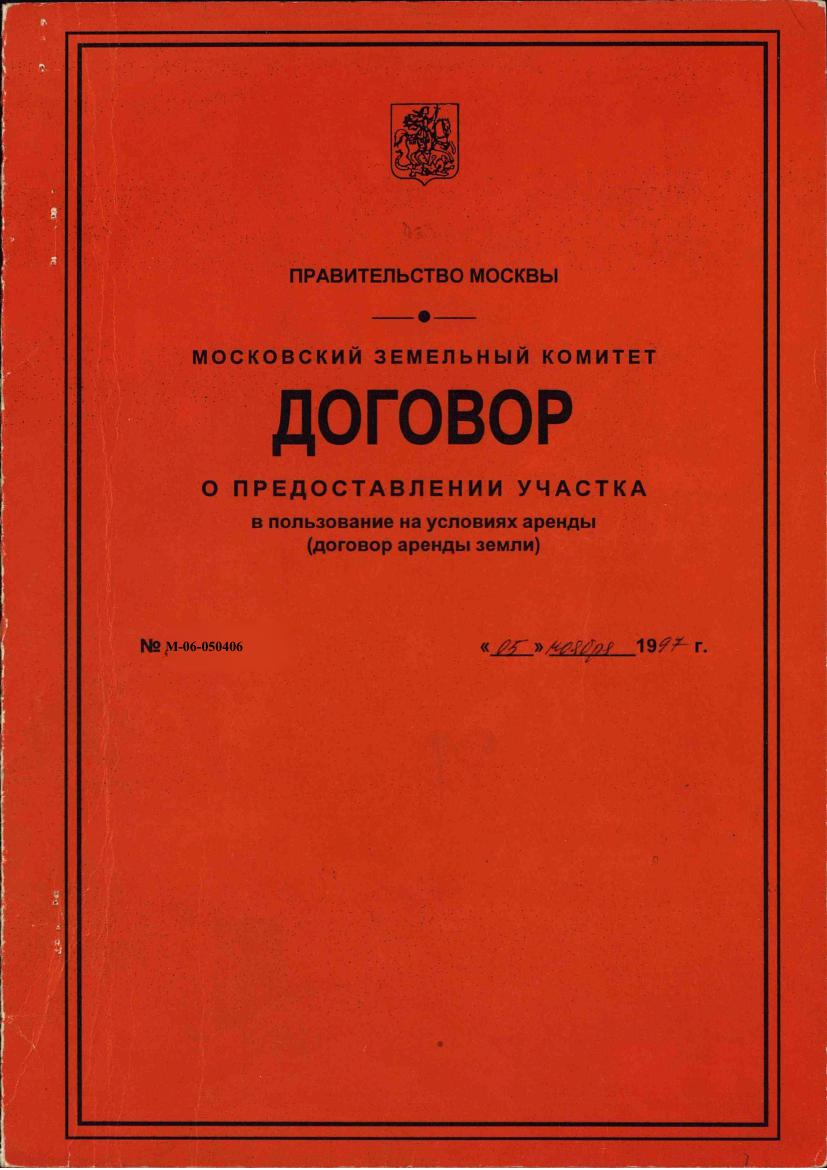 ПРАВИТЕЛЬСТВО МОСКВЫ
МОСКОВСКИЙ ЗЕМЕЛЬНЫЙ КОМИТЕТ
ДОГОВОР
О ПРЕДОСТАВЛЕНИИ УЧАСТКА
в пользование на условиях аренды
(договор аренды земли)
№ М-06-050406 « 05 » ноября 1997 г.